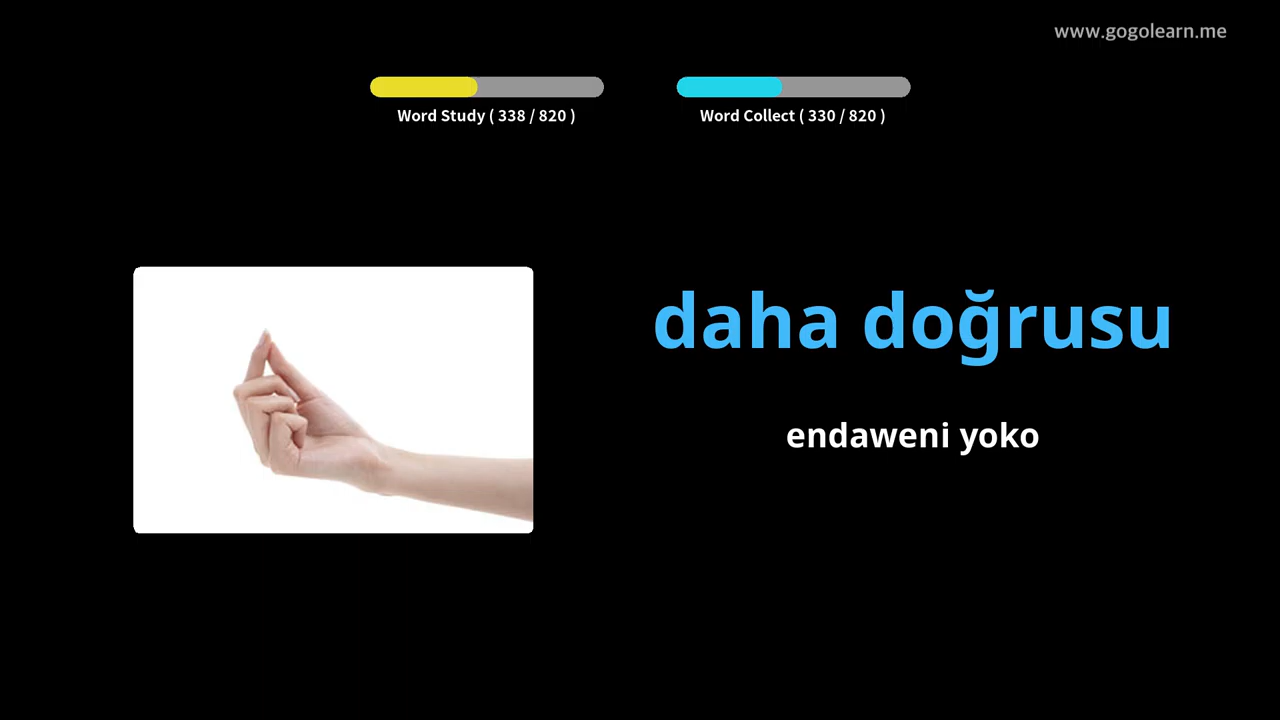 www.gogolearn.me
Word Study ( 338 / 820 )
Word Collect ( 330 / 820 )
daha doğrusu
endaweni yoko